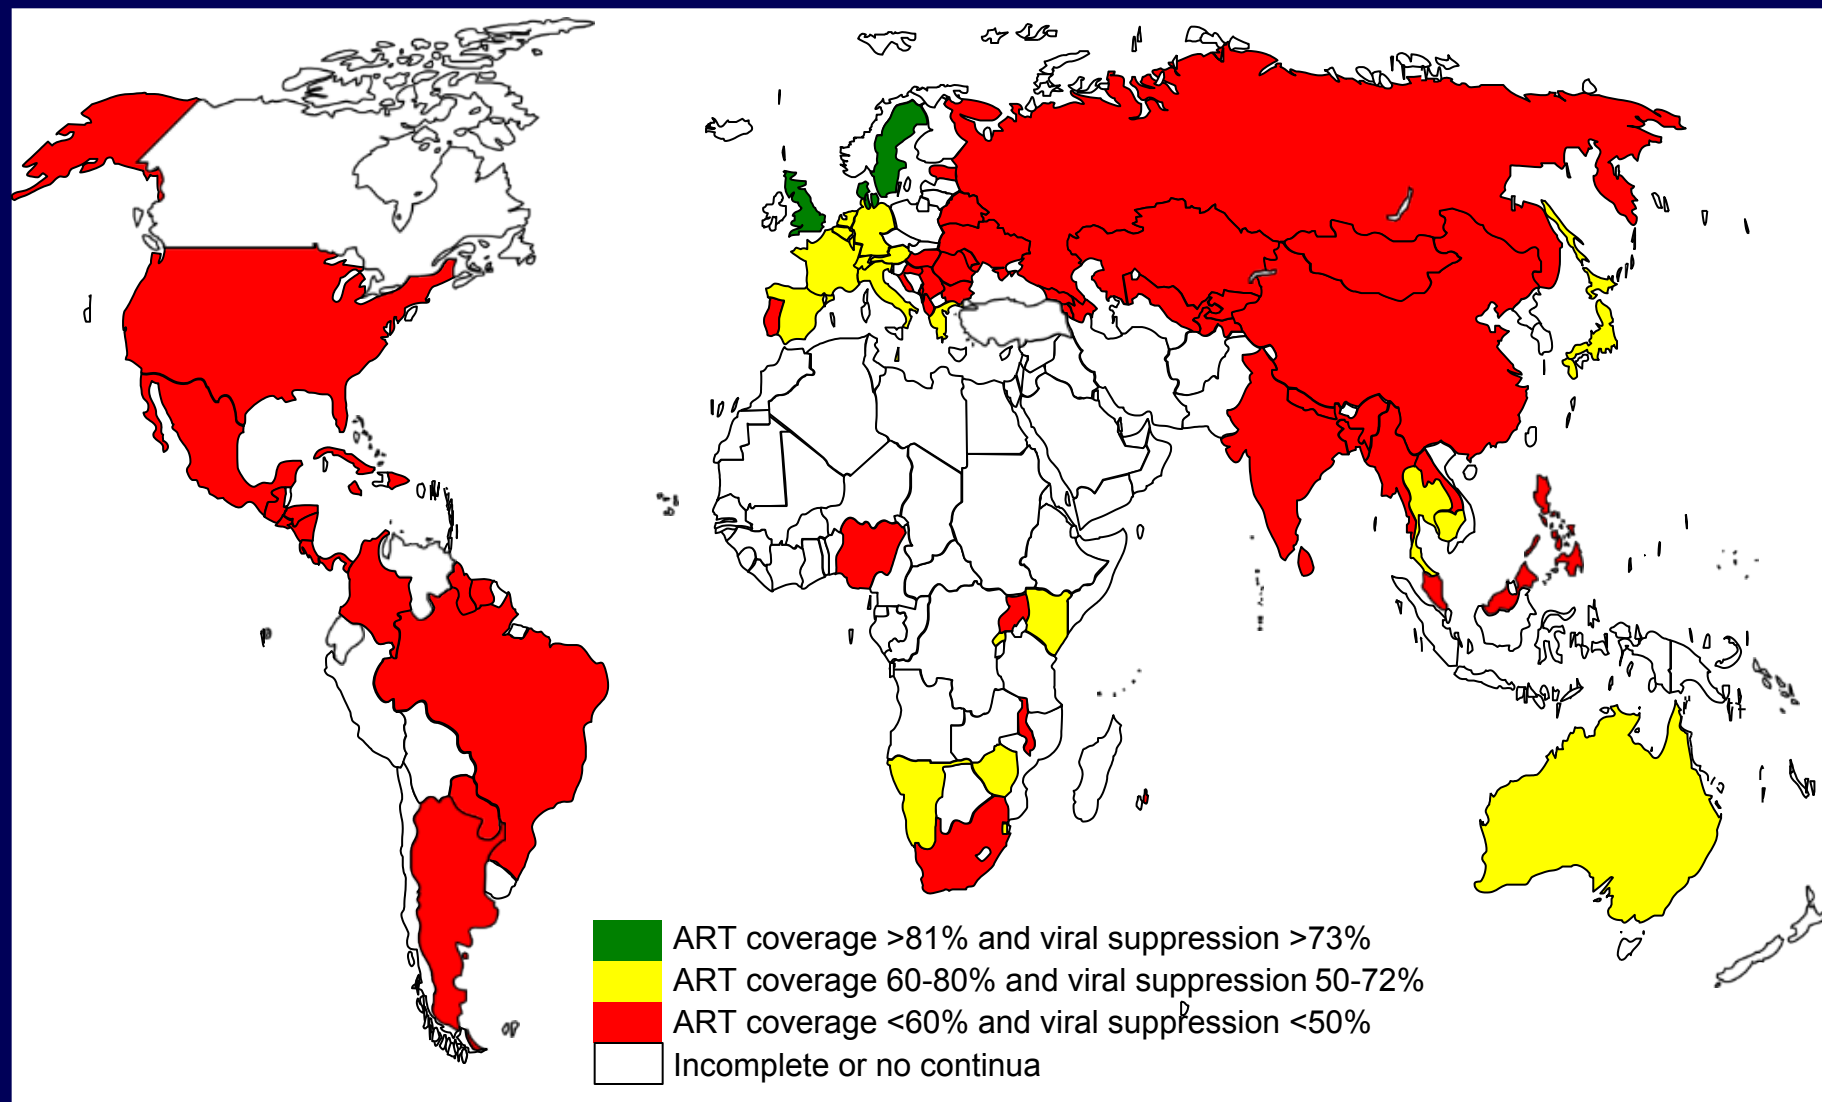 ART coverage >81% and viral suppression >73%
ART coverage 60-80% and viral suppression 50-72%
ART coverage <60% and viral suppression <50%
Incomplete or no continua